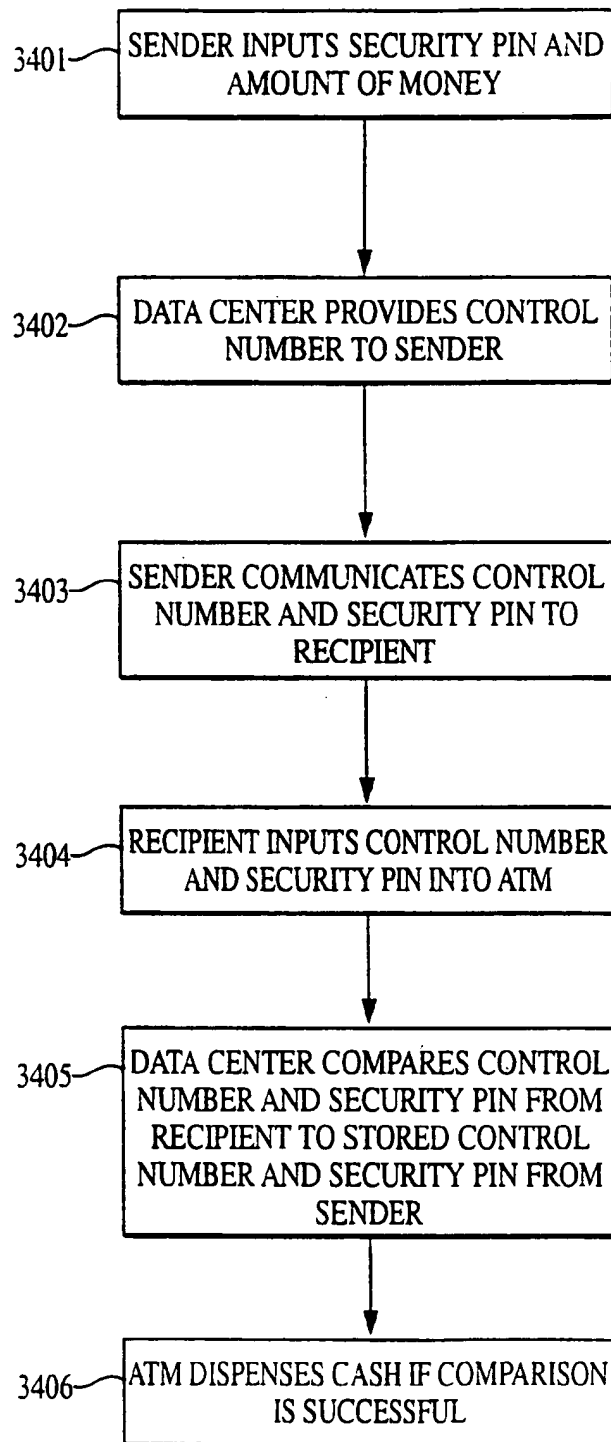 3401
SENDER INPUTS SECURITY PIN AND
AMOUNT OF MONEY
3402
DATA CENTER PROVIDES CONTROL
NUMBER TO SENDER
3403
SENDER COMMUNICATES CONTROL
NUMBER AND SECURITY PIN TO
RECIPIENT
3404
RECIPIENT INPUTS CONTROL NUMBER
AND SECURITY PIN INTO ATM
3405
DATA CENTER COMPARES CONTROL
NUMBER AND SECURITY PIN FROM
RECIPIENT TO STORED CONTROL
NUMBER AND SECURITY PIN FROM
SENDER
3406
ATM DISPENSES CASH IF COMPARISON
IS SUCCESSFUL